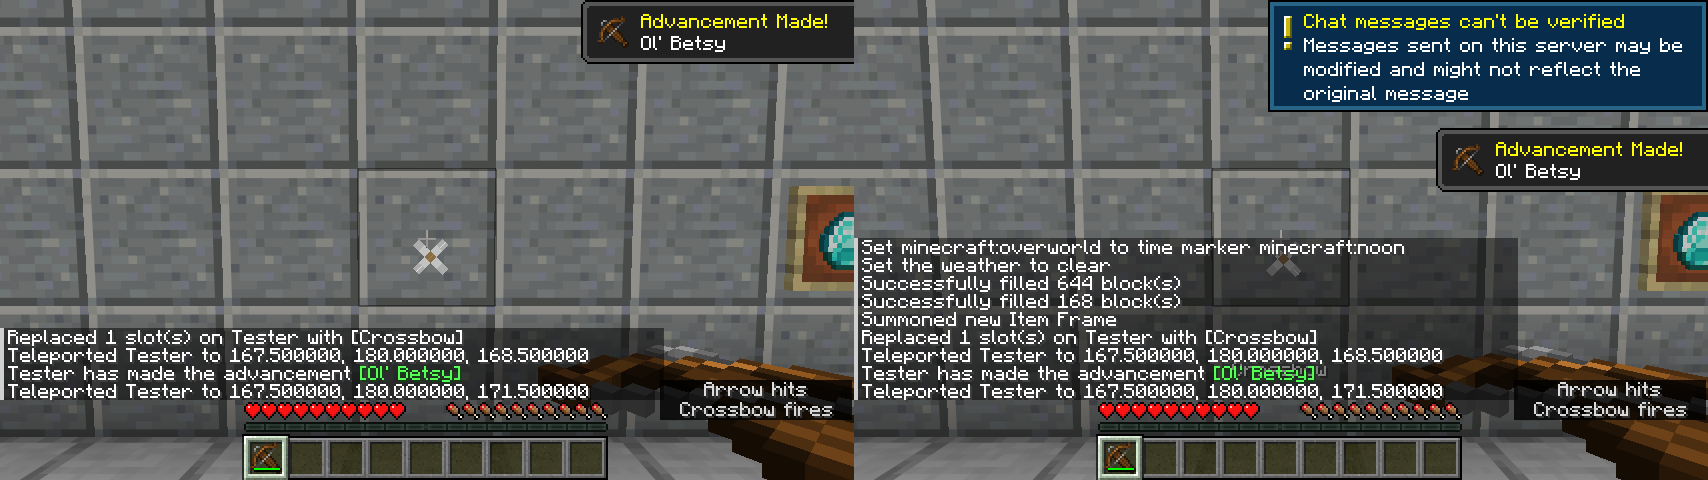 Advancement Made!
Ol' Betsy
Replaced 1 slot(s) on Tester with [Crossbow]
Teleported Tester to 167.500000, 180.000000, 168.500000
Tester has made the advancement [Ol' Betsy]
Teleported Tester to 167.500000, 180.000000, 171.500000
Arrow hits
Crossbow fires
Chat messages can't be verified
Messages sent on this server may be
modified and might not reflect the
original message
Advancement Made!
Ol' Betsy
Set minecraft:overworld to time marker minecraft:noon
Set the weather to clear
Successfully filled 644 block(s)
Successfully filled 168 block(s)
Summoned new Item Frame
Replaced 1 slot(s) on Tester with [Crossbow]
Teleported Tester to 167.500000, 180.000000, 168.500000
Tester has made the advancement [Ol' Betsy]
Teleported Tester to 167.500000, 180.000000, 171.500000
Arrow hits
Crossbow fires